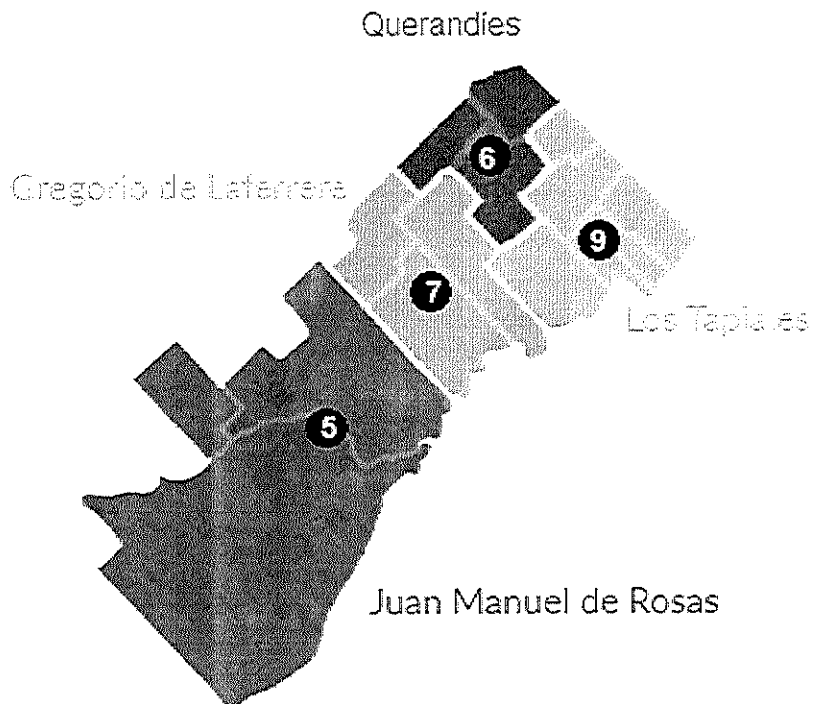 Querandíes
6
Gregorio de Laferrere
9
7
Los Tapiales
5
Juan Manuel de Rosas